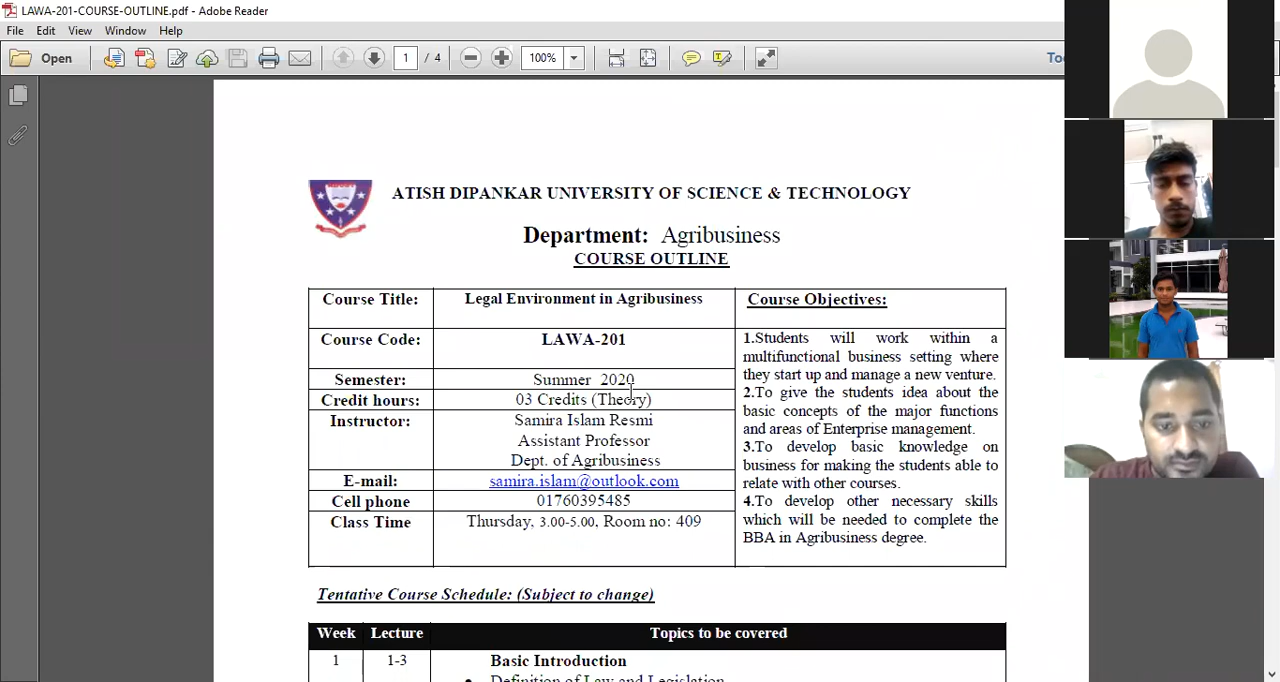 LAWA-201-COURSE-OUTLINE.pdf - Adobe Reader
File Edit View Window Help
Open 1 / 4 100%
ATISH DIPANKAR UNIVERSITY OF SCIENCE & TECHNOLOGY
Department: Agribusiness
COURSE OUTLINE
Course Title: Legal Environment in Agribusiness
Course Code: LAWA-201
Semester: Summer 2020
Credit hours: 03 Credits (Theory)
Instructor: Samira Islam Resmi
Assistant Professor
Dept. of Agribusiness
E-mail: samira.islam@outlook.com
Cell phone 01760395485
Class Time Thursday, 3.00-5.00, Room no: 409
Course Objectives:
1.Students will work within a
multifunctional business setting where
they start up and manage a new venture.
2.To give the students idea about the
basic concepts of the major functions
and areas of Enterprise management.
3.To develop basic knowledge on
business for making the students able to
relate with other courses.
4.To develop other necessary skills
which will be needed to complete the
BBA in Agribusiness degree.
Tentative Course Schedule: (Subject to change)
Week Lecture Topics to be covered
1 1-3 Basic Introduction
Definition of Law and Legislation